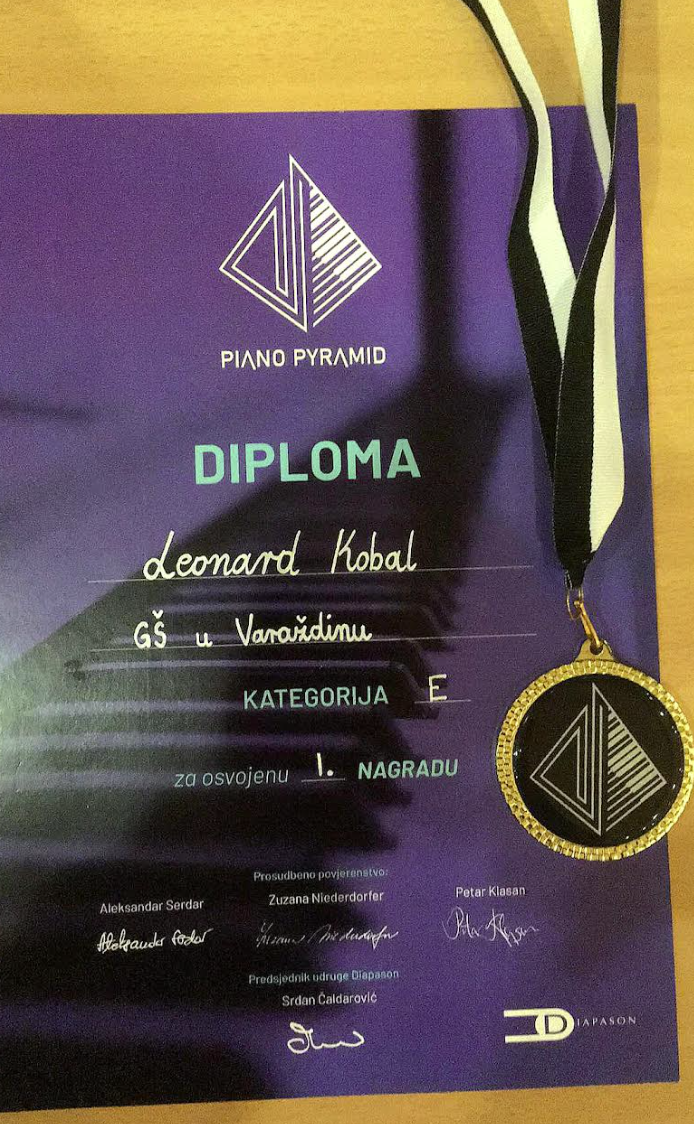 PIANO PYRAMID
DIPLOMA
Leonard Kobal
GŠ u Varaždinu
KATEGORIJA E
za osvojenu 1. NAGRADU
Prosudbeno povjerenstvo:
Aleksandar Serdar Zuzana Niederdorfer Petar Klasan
Predsjednik udruge Diapason
Srđan Čaldarović
DIAPASON